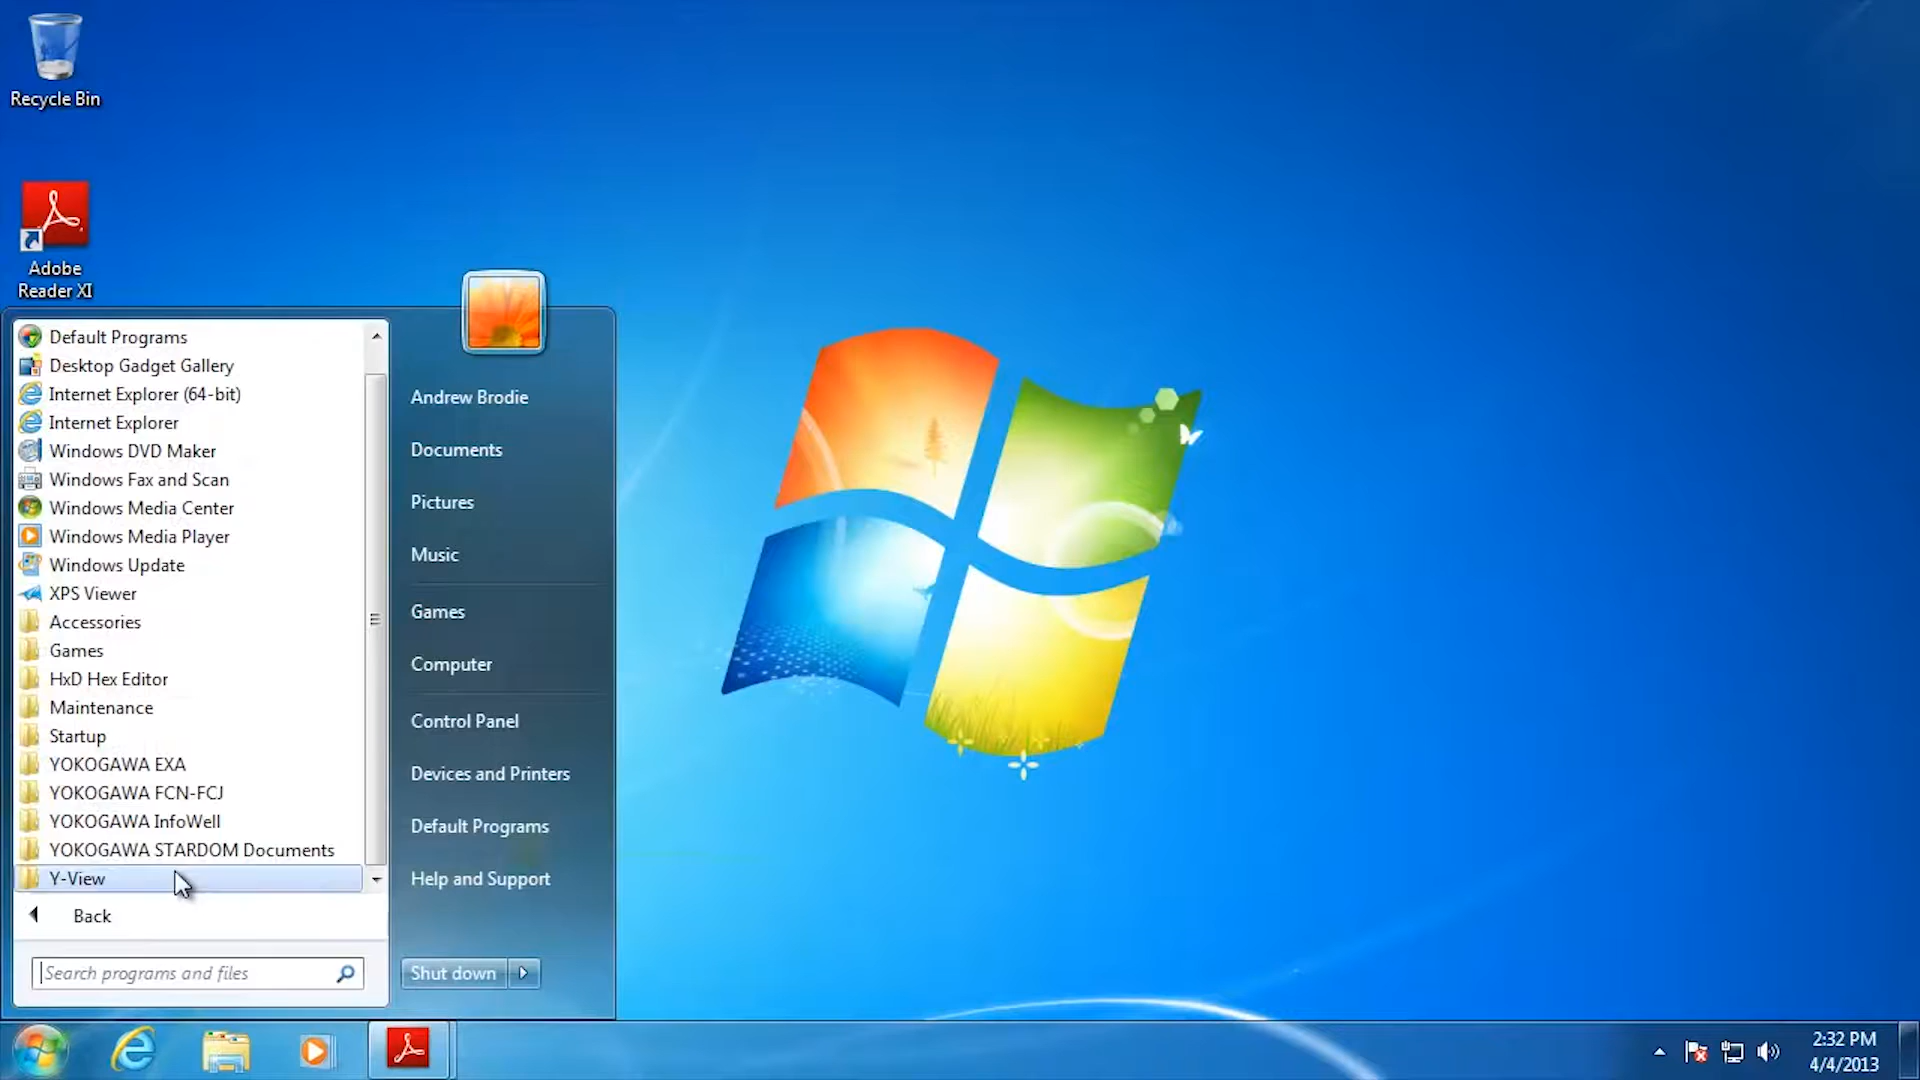 Recycle Bin
Adobe
Reader XI
Default Programs
Desktop Gadget Gallery
Internet Explorer (64-bit)
Internet Explorer
Windows DVD Maker
Windows Fax and Scan
Windows Media Center
Windows Media Player
Windows Update
XPS Viewer
Accessories
Games
HxD Hex Editor
Maintenance
Startup
YOKOGAWA EXA
YOKOGAWA FCN-FCJ
YOKOGAWA InfoWell
YOKOGAWA STARDOM Documents
Y-View
Back
Search programs and files
Andrew Brodie
Documents
Pictures
Music
Games
Computer
Control Panel
Devices and Printers
Default Programs
Help and Support
Shut down
2:32 PM
4/4/2013